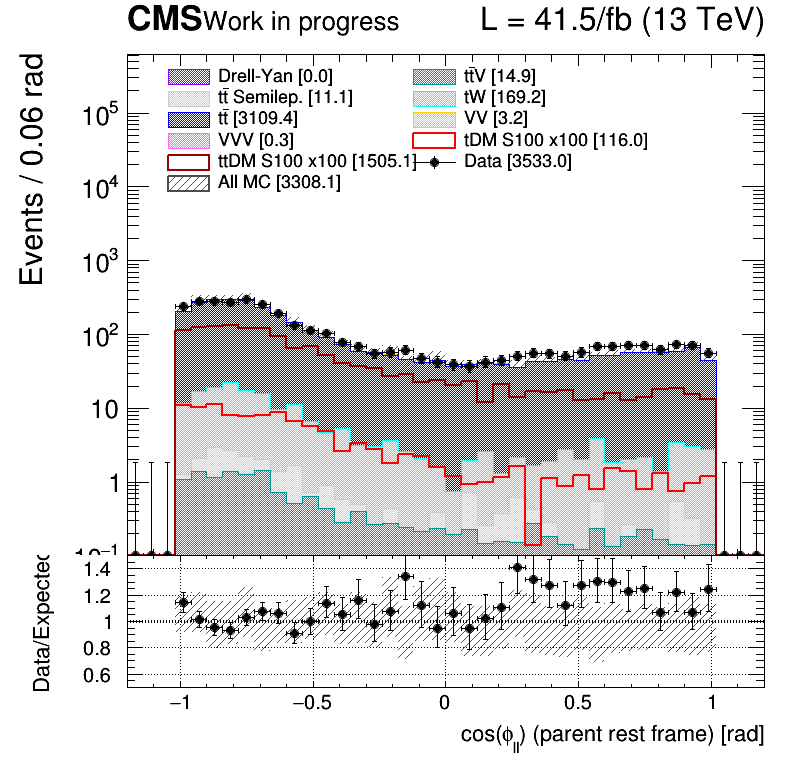 CMS Work in progress L = 41.5/fb (13 TeV)
Events / 0.06 rad
Drell-Yan [0.0] tt̄V [14.9]
tt̄ Semilep. [11.1] tW [169.2]
tt̄ [3109.4] VV [3.2]
VVV [0.3] tDM S100 x100 [116.0]
ttDM S100 x100 [1505.1] Data [3533.0]
All MC [3308.1]
10⁵
10⁴
10³
10²
10
1
10⁻¹
Data/Expected
1.4
1.2
1
0.8
0.6
−1 −0.5 0 0.5 1
cos(ϕ_ll) (parent rest frame) [rad]